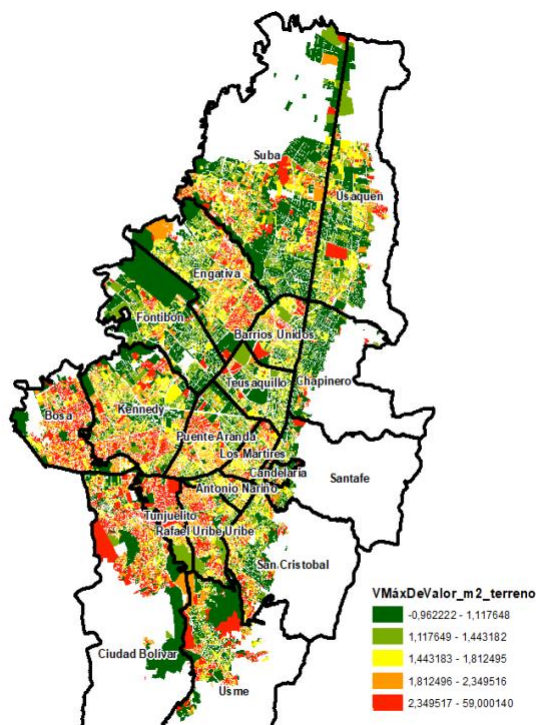 Suba
Usaquen
Engativa
Fontibon
Barrios Unidos
Teusaquillo
Chapinero
Bosa
Kennedy
Puente Aranda
Los Martires
Candelaria
Santafe
Antonio Nariño
Tunjuelito
Rafael Uribe Uribe
San Cristobal
Ciudad Bolivar
Usme
VMáxDeValor_m2_terreno
-0,962222 - 1,117648
1,117649 - 1,443182
1,443183 - 1,812495
1,812496 - 2,349516
2,349517 - 59,000140